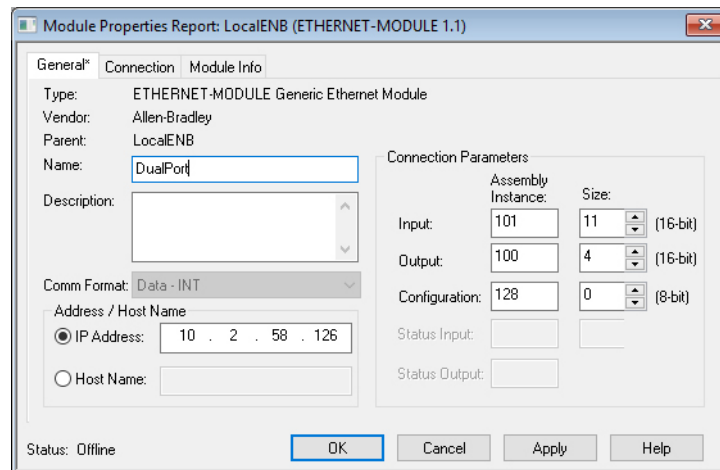 Module Properties Report: LocalENB (ETHERNET-MODULE 1.1)
General* Connection Module Info
Type: ETHERNET-MODULE Generic Ethernet Module
Vendor: Allen-Bradley
Parent: LocalENB
Name: DualPort
Description:
Comm Format: Data - INT
Address / Host Name
IP Address: 10 . 2 . 58 . 126
Host Name:
Connection Parameters
Assembly
Instance: Size:
Input: 101 11 (16-bit)
Output: 100 4 (16-bit)
Configuration: 128 0 (8-bit)
Status Input:
Status Output:
Status: Offline OK Cancel Apply Help